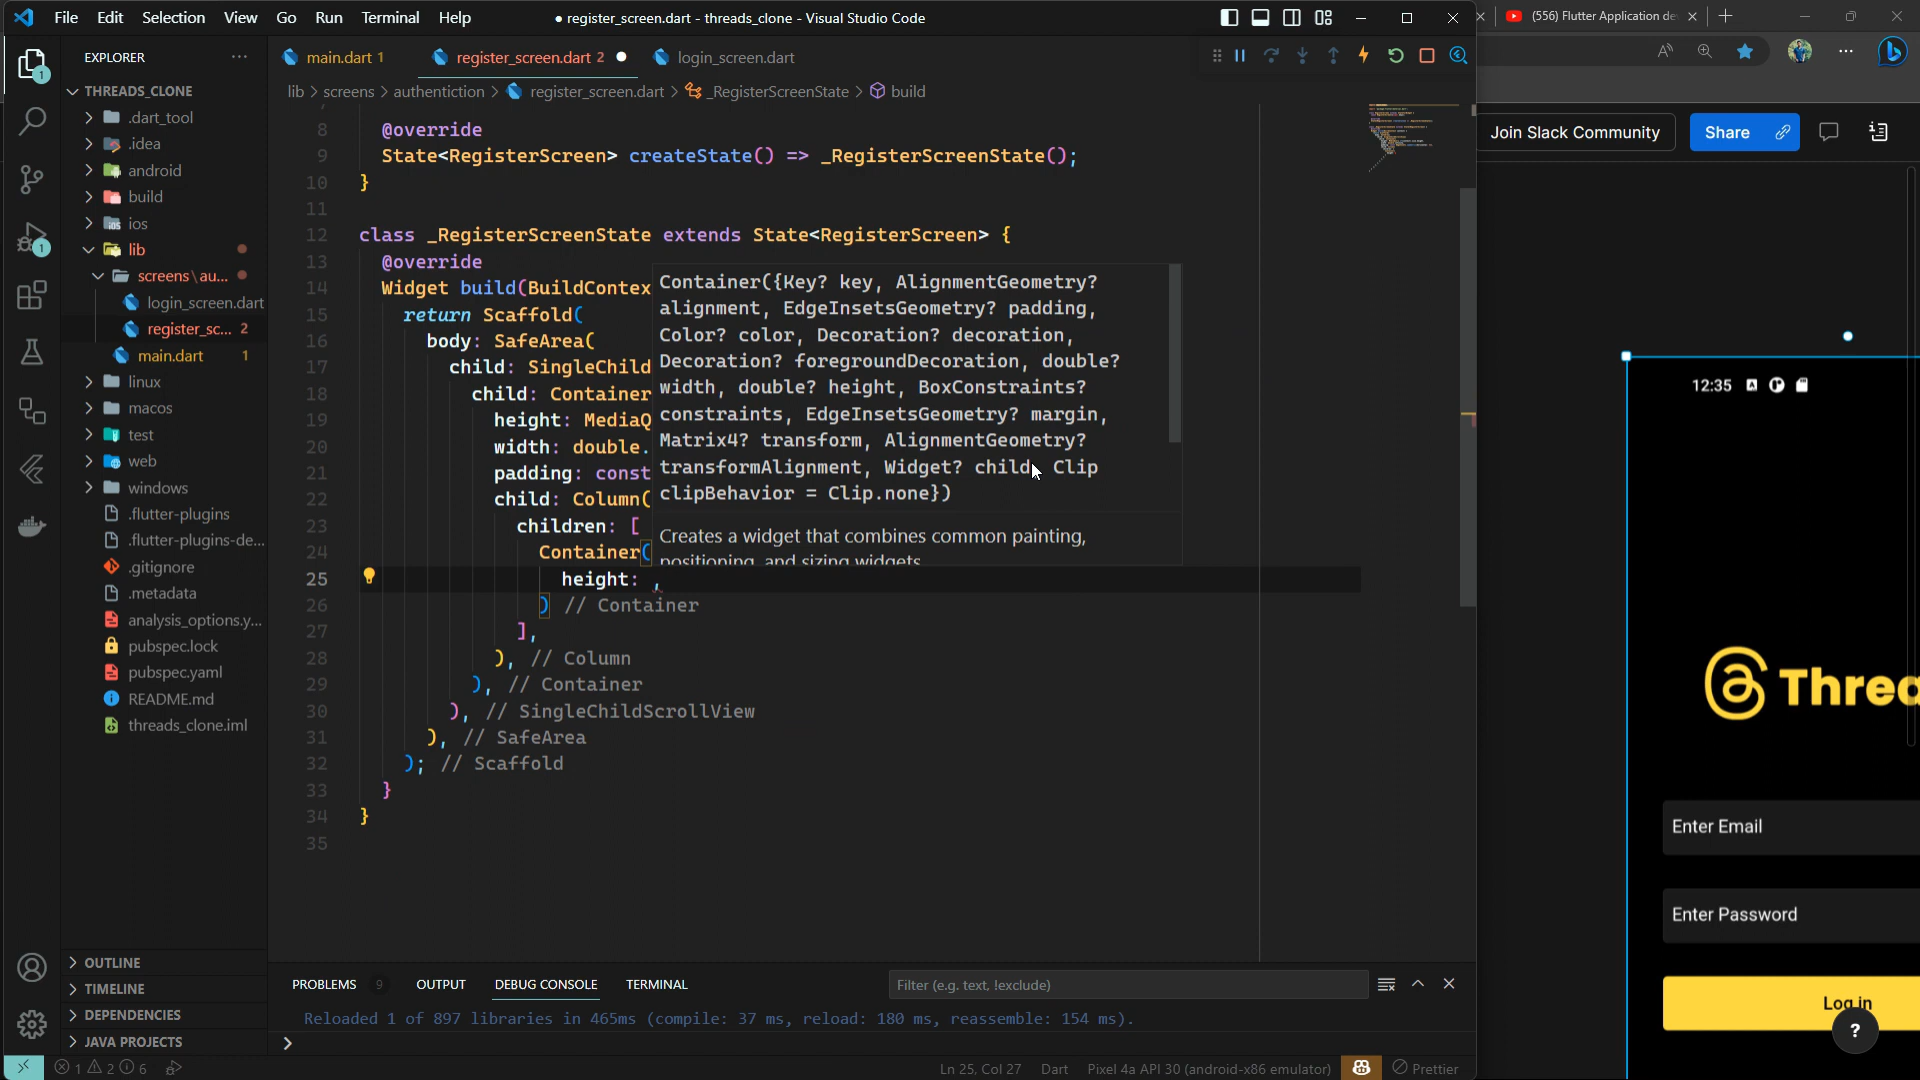 File Edit Selection View Go Run Terminal Help
● register_screen.dart - threads_clone - Visual Studio Code
(556) Flutter Application de
EXPLORER
main.dart 1
register_screen.dart 2
login_screen.dart
lib > screens > authentiction > register_screen.dart > _RegisterScreenState > build
THREADS_CLONE
.dart_tool
.idea
android
build
ios
lib
screens\au...
login_screen.dart
register_sc... 2
main.dart 1
linux
macos
test
web
windows
.flutter-plugins
.flutter-plugins-de...
.gitignore
.metadata
analysis_options.y...
pubspec.lock
pubspec.yaml
README.md
threads_clone.iml
OUTLINE
TIMELINE
DEPENDENCIES
JAVA PROJECTS
8 @override
9 State<RegisterScreen> createState() => _RegisterScreenState();
10 }
11
12 class _RegisterScreenState extends State<RegisterScreen> {
13 @override
14 Widget build(BuildContex
15 return Scaffold(
16 body: SafeArea(
17 child: SingleChild
18 child: Container
19 height: MediaQ
20 width: double.
21 padding: const
22 child: Column(
23 children: [
24 Container(
25 height: ,
26 ) // Container
27 ],
28 ), // Column
29 ), // Container
30 ), // SingleChildScrollView
31 ), // SafeArea
32 ); // Scaffold
33 }
34 }
35
Container({Key? key, AlignmentGeometry?
alignment, EdgeInsetsGeometry? padding,
Color? color, Decoration? decoration,
Decoration? foregroundDecoration, double?
width, double? height, BoxConstraints?
constraints, EdgeInsetsGeometry? margin,
Matrix4? transform, AlignmentGeometry?
transformAlignment, Widget? child, Clip
clipBehavior = Clip.none})
Creates a widget that combines common painting,
positioning, and sizing widgets.
PROBLEMS 9 OUTPUT DEBUG CONSOLE TERMINAL
Filter (e.g. text, !exclude)
Reloaded 1 of 897 libraries in 465ms (compile: 37 ms, reload: 180 ms, reassemble: 154 ms).
1 2 6
Ln 25, Col 27 Dart Pixel 4a API 30 (android-x86 emulator) Prettier
Join Slack Community Share
12:35
Threa
Enter Email
Enter Password
Log in
?